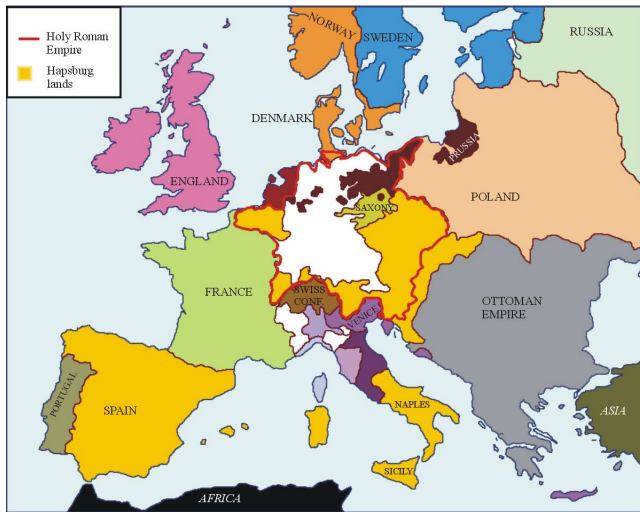 Holy Roman
Empire
Hapsburg
lands
NORWAY
SWEDEN
RUSSIA
DENMARK
PRUSSIA
ENGLAND
POLAND
SAXONY
FRANCE
SWISS
CONF.
VENICE
OTTOMAN
EMPIRE
PORTUGAL
SPAIN
NAPLES
ASIA
SICILY
AFRICA